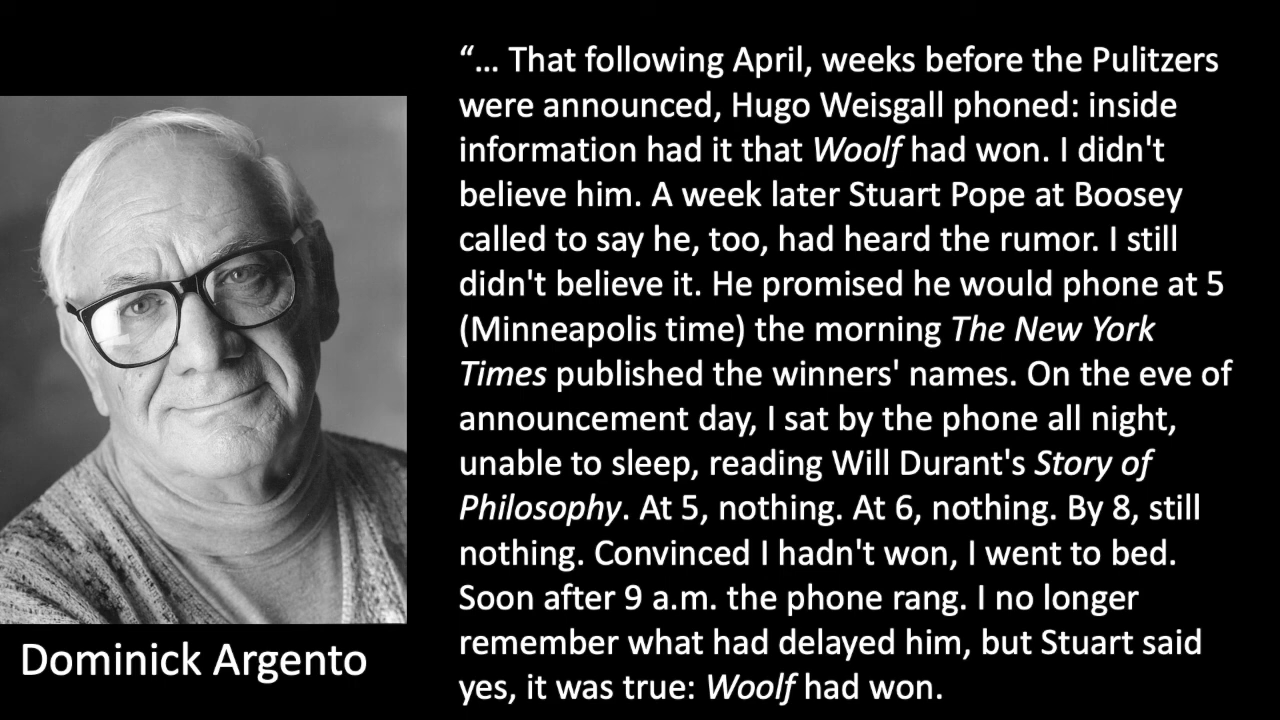 “… That following April, weeks before the Pulitzers
were announced, Hugo Weisgall phoned: inside
information had it that Woolf had won. I didn't
believe him. A week later Stuart Pope at Boosey
called to say he, too, had heard the rumor. I still
didn't believe it. He promised he would phone at 5
(Minneapolis time) the morning The New York
Times published the winners' names. On the eve of
announcement day, I sat by the phone all night,
unable to sleep, reading Will Durant's Story of
Philosophy. At 5, nothing. At 6, nothing. By 8, still
nothing. Convinced I hadn't won, I went to bed.
Soon after 9 a.m. the phone rang. I no longer
remember what had delayed him, but Stuart said
yes, it was true: Woolf had won.
Dominick Argento